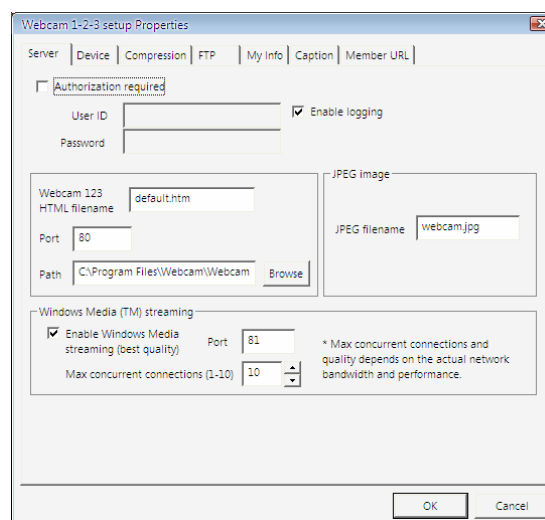 Webcam 1-2-3 setup Properties
Server Device Compression FTP My Info Caption Member URL
Authorization required
User ID
Enable logging
Password
Webcam 123
HTML filename
default.htm
Port 80
Path C:\Program Files\Webcam\Webcam Browse
JPEG image
JPEG filename webcam.jpg
Windows Media (TM) streaming
Enable Windows Media
streaming (best quality)
Port 81
Max concurrent connections (1-10) 10
* Max concurrent connections and
quality depends on the actual network
bandwidth and performance.
OK Cancel